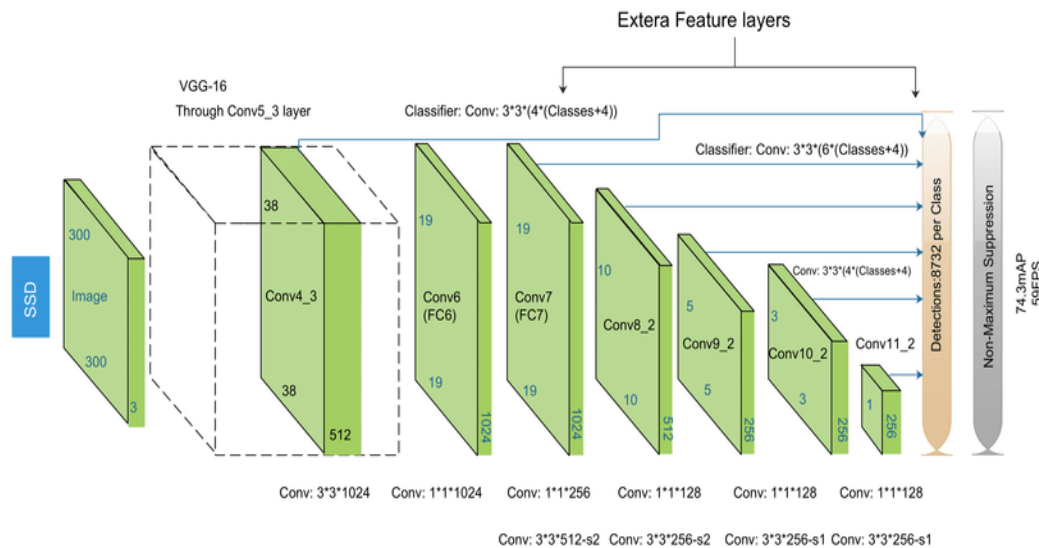 Extera Feature layers
VGG-16
Through Conv5_3 layer
Classifier: Conv: 3*3*(4*(Classes+4))
Classifier: Conv: 3*3*(6*(Classes+4))
Conv: 3*3*(4*(Classes+4)
SSD
300
Image
300
3
38
Conv4_3
38
512
19
Conv6
(FC6)
19
1024
19
Conv7
(FC7)
19
1024
10
Conv8_2
10
512
5
Conv9_2
5
256
3
Conv10_2
3
256
Conv11_2
1
256
Detections:8732 per Class
Non-Maximum Suppression
74.3mAP
59FPS
Conv: 3*3*1024
Conv: 1*1*1024
Conv: 1*1*256
Conv: 1*1*128
Conv: 1*1*128
Conv: 1*1*128
Conv: 3*3*512-s2
Conv: 3*3*256-s2
Conv: 3*3*256-s1
Conv: 3*3*256-s1